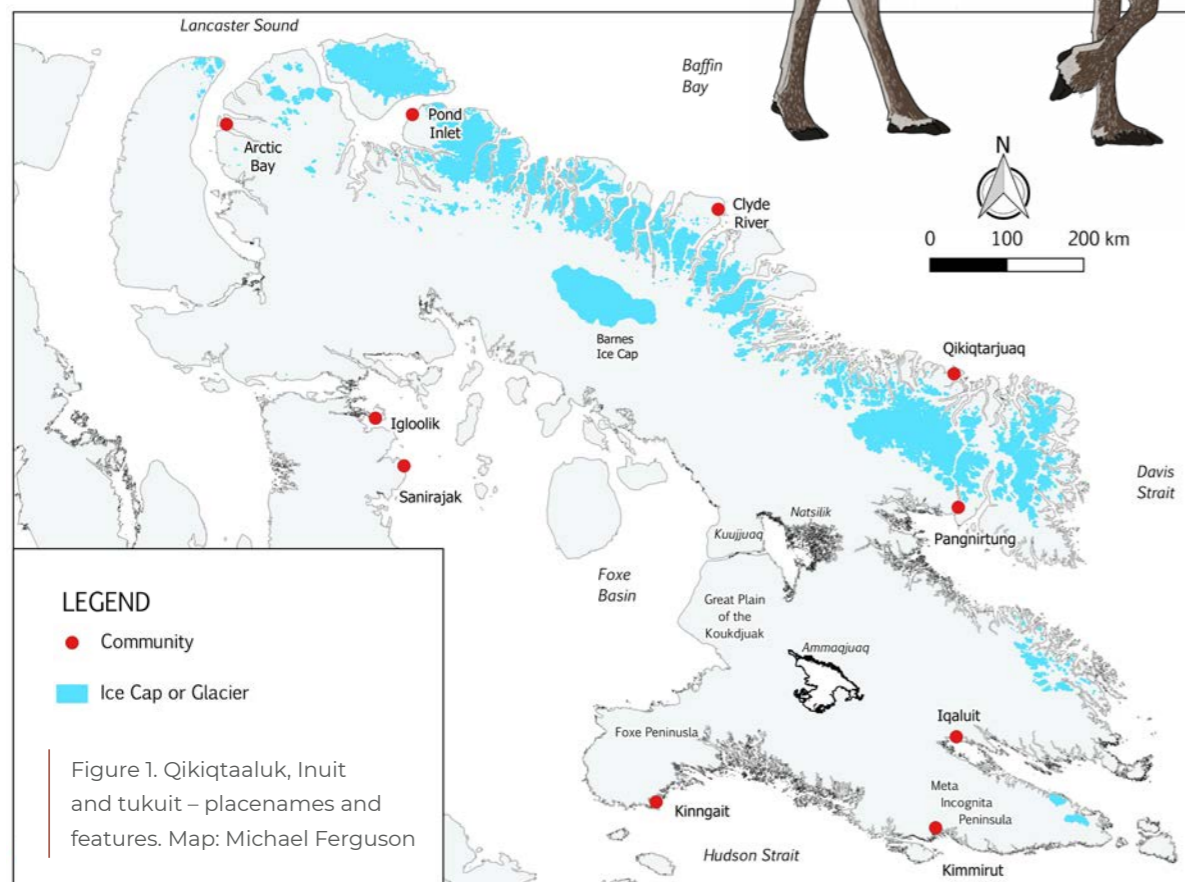 Lancaster Sound
Baffin
Bay
N
Pond
Inlet
Arctic
Bay
Clyde
River
0 100 200 km
Barnes
Ice Cap
Qikiqtarjuaq
Igloolik
Sanirajak
Davis
Strait
Natsilik
Kuujjuaq
Pangnirtung
Foxe
Basin
Great Plain
of the
Koukdjuak
Ammaqjuaq
Iqaluit
Foxe Peninusla
Meta
Incognita
Peninsula
Kinngait
Hudson Strait
Kimmirut
LEGEND
Community
Ice Cap or Glacier
Figure 1. Qikiqtaaluk, Inuit
and tukuit – placenames and
features. Map: Michael Ferguson